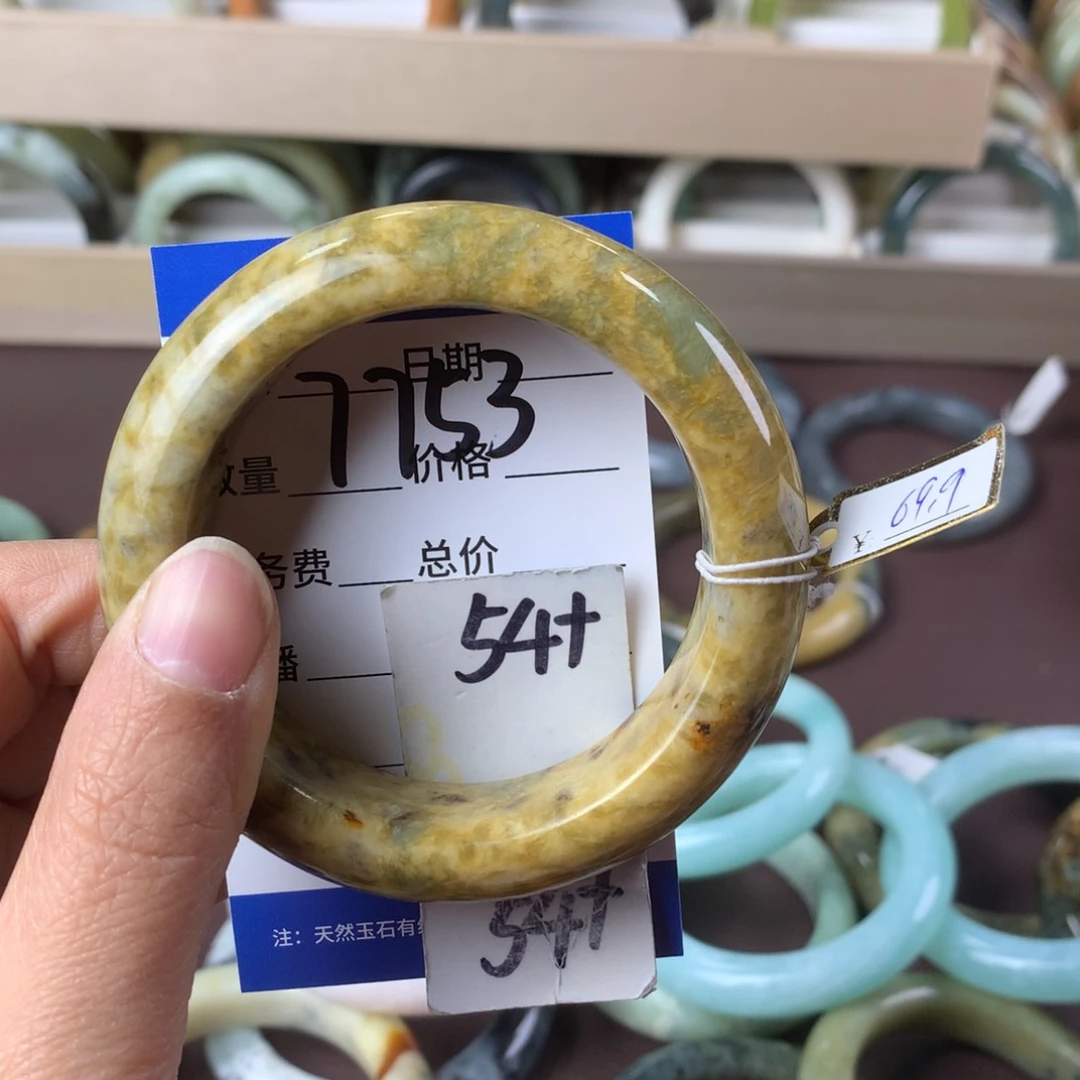 7753
日期
数量 价格
务费 总价
播
54+
54+
注：天然玉石有
¥ 69.9